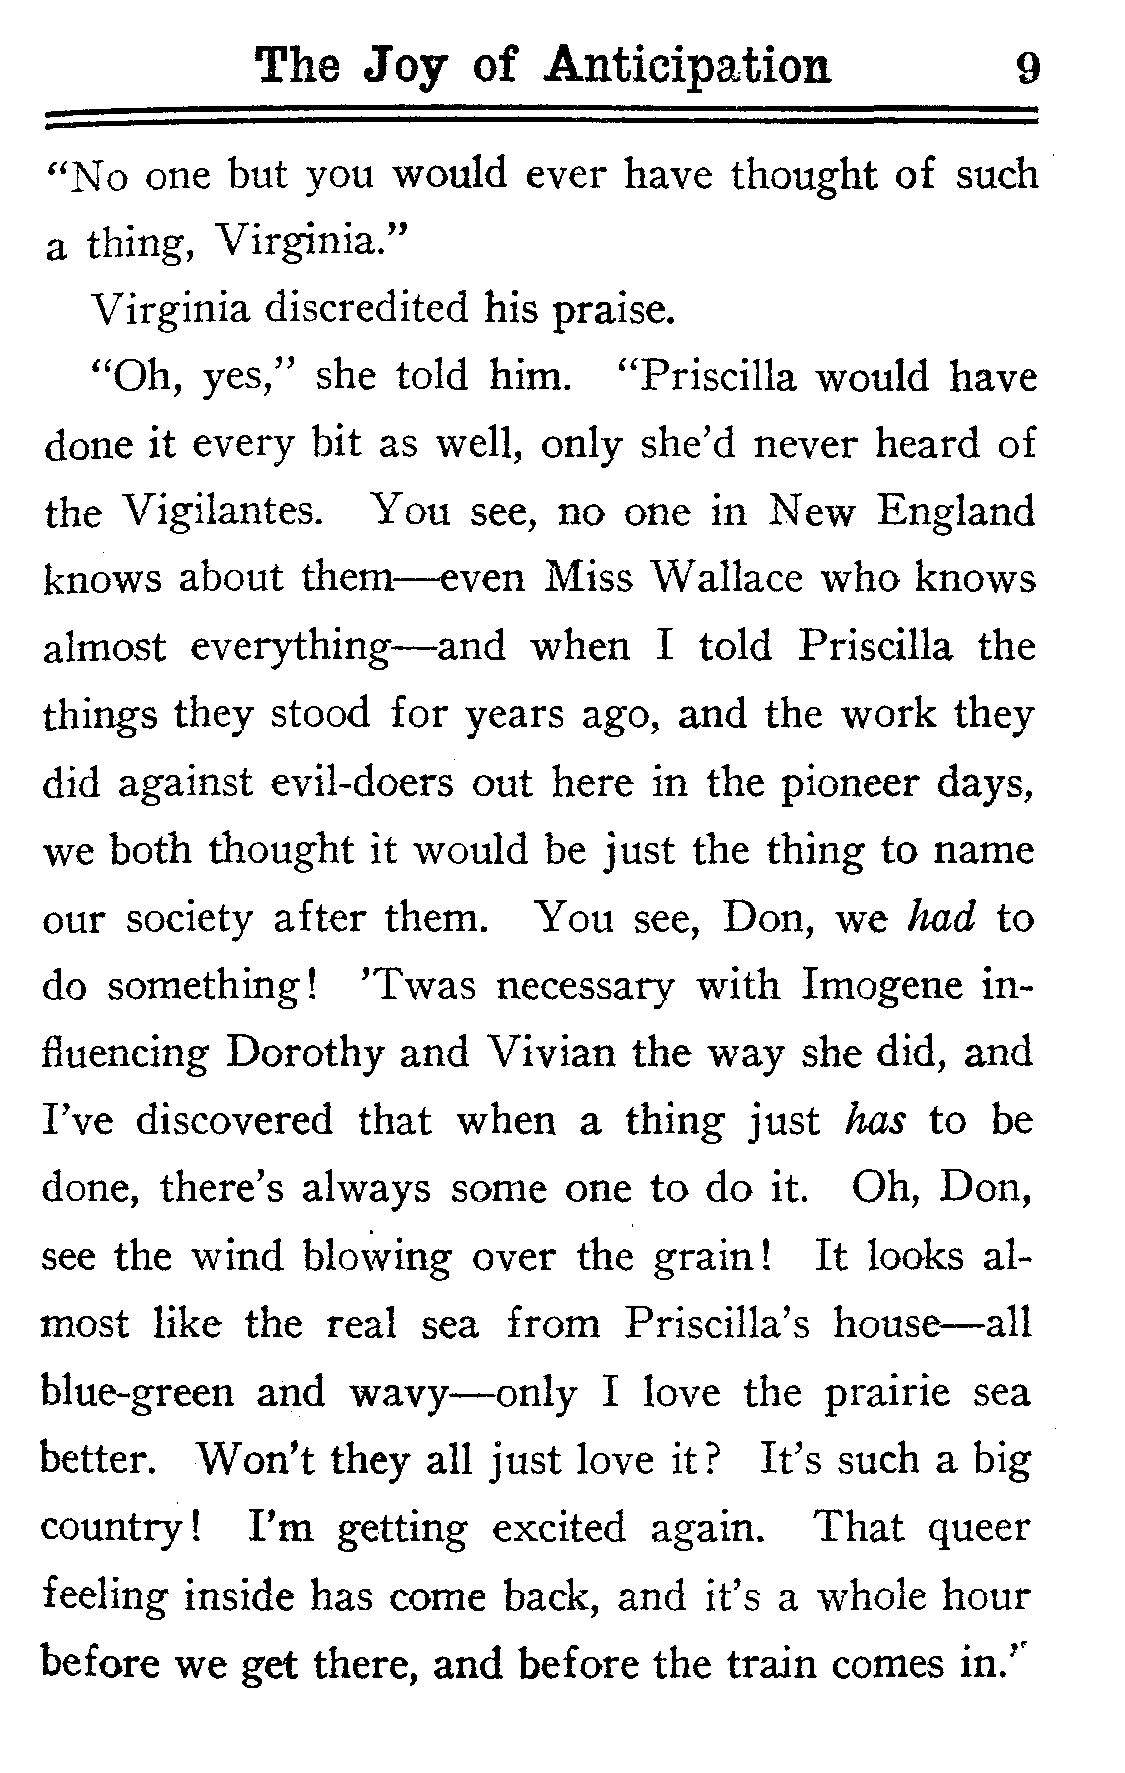 The Joy of Anticipation 9
“No one but you would ever have thought of such
a thing, Virginia.”
Virginia discredited his praise.
“Oh, yes,” she told him. “Priscilla would have
done it every bit as well, only she’d never heard of
the Vigilantes. You see, no one in New England
knows about them—even Miss Wallace who knows
almost everything—and when I told Priscilla the
things they stood for years ago, and the work they
did against evil-doers out here in the pioneer days,
we both thought it would be just the thing to name
our society after them. You see, Don, we had to
do something! ’Twas necessary with Imogene in-
fluencing Dorothy and Vivian the way she did, and
I’ve discovered that when a thing just has to be
done, there’s always some one to do it. Oh, Don,
see the wind blowing over the grain! It looks al-
most like the real sea from Priscilla’s house—all
blue-green and wavy—only I love the prairie sea
better. Won’t they all just love it? It’s such a big
country! I’m getting excited again. That queer
feeling inside has come back, and it’s a whole hour
before we get there, and before the train comes in.”